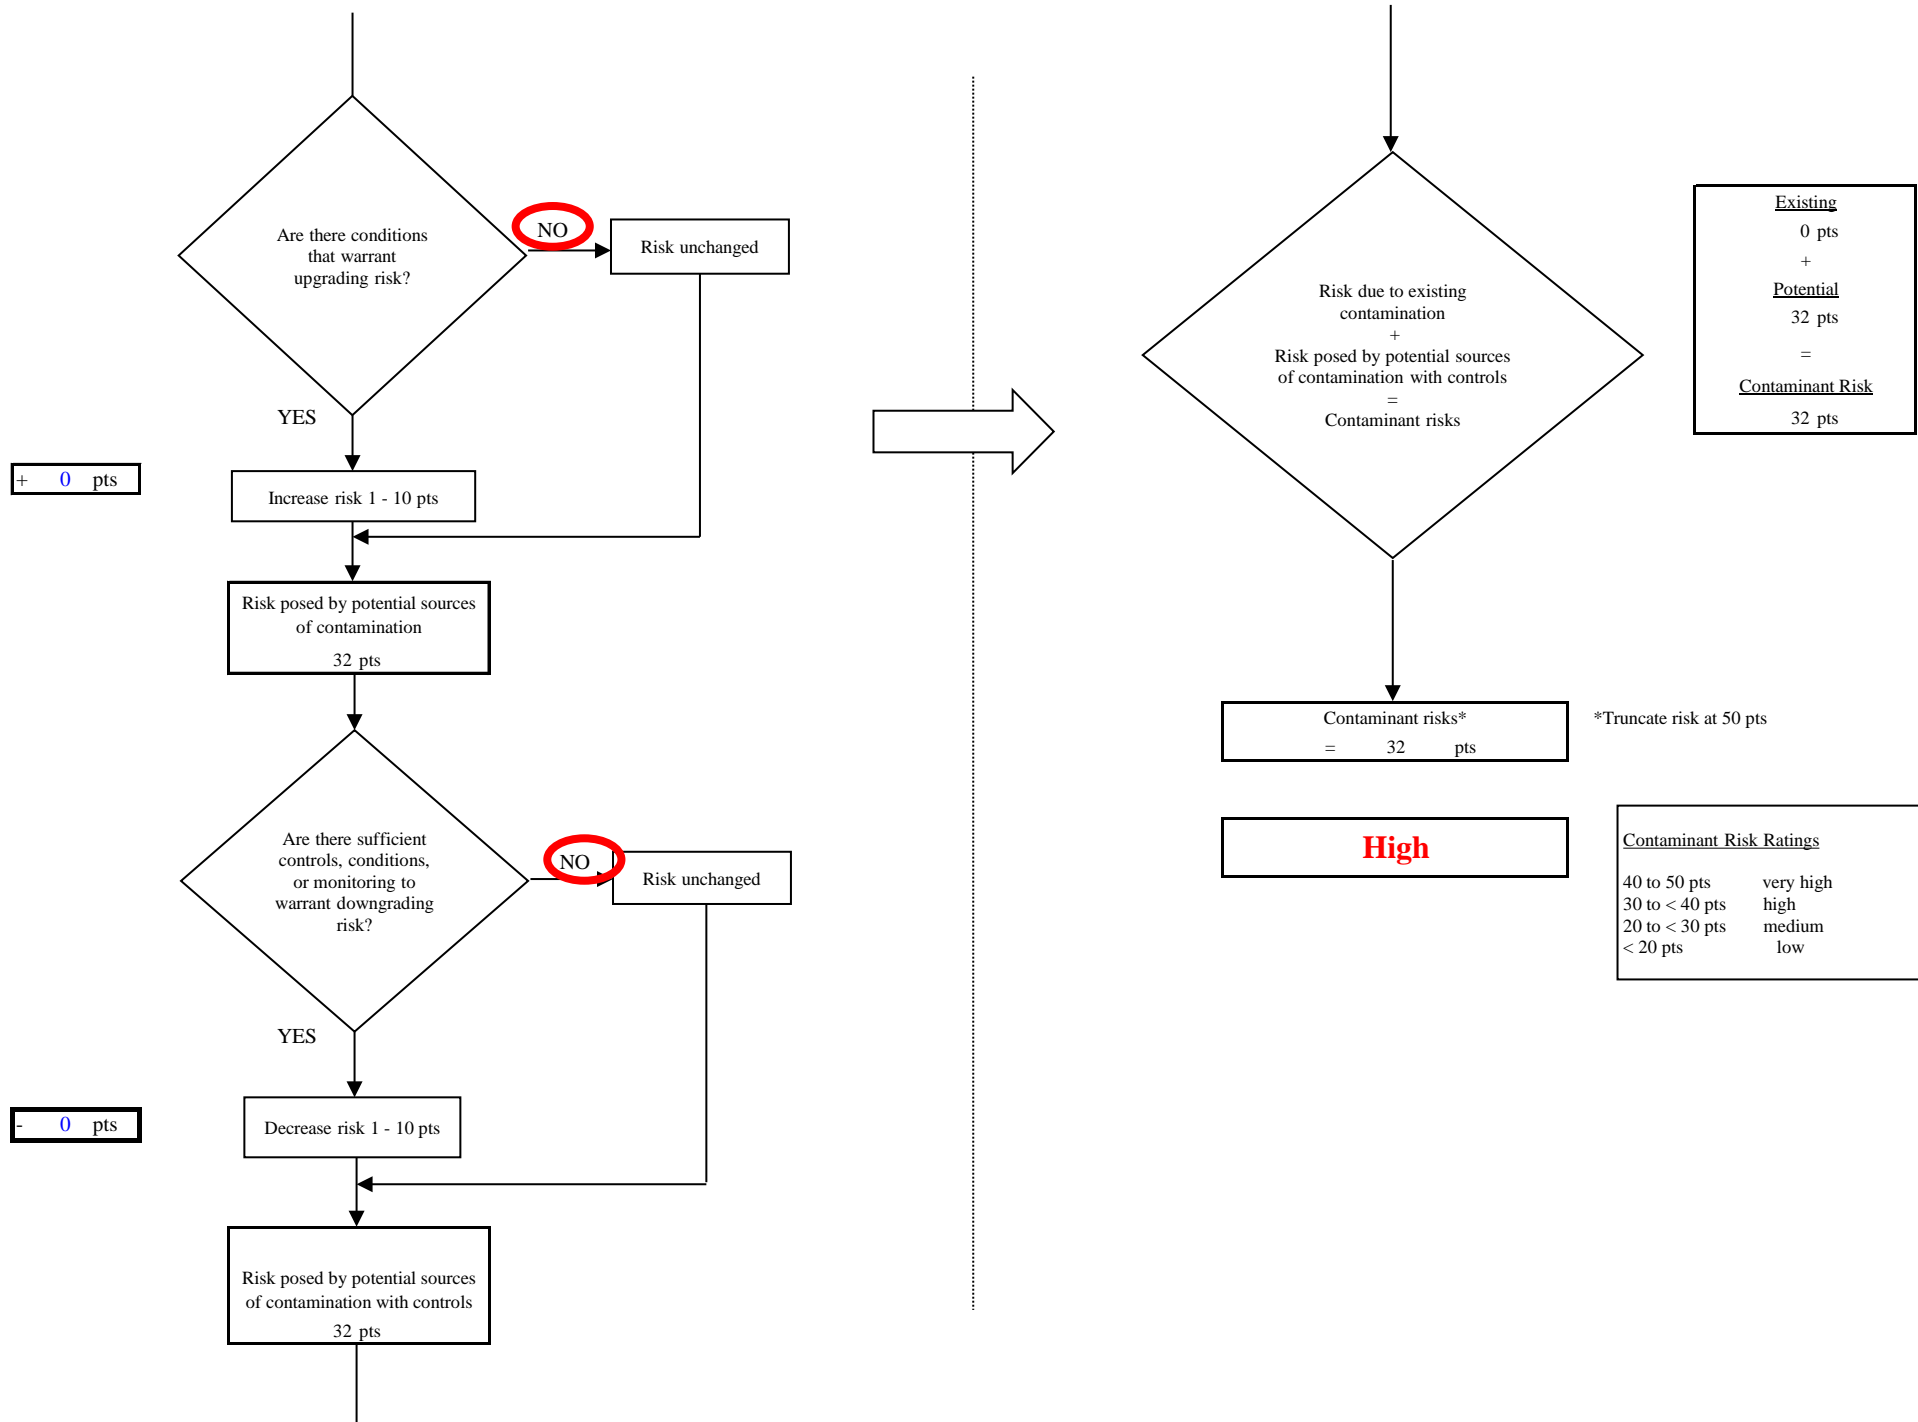 Are there conditions
that warrant
upgrading risk?
NO
Risk unchanged
YES
+ 0 pts
Increase risk 1 - 10 pts
Risk posed by potential sources
of contamination
32 pts
Are there sufficient
controls, conditions,
or monitoring to
warrant downgrading
risk?
NO
Risk unchanged
YES
- 0 pts
Decrease risk 1 - 10 pts
Risk posed by potential sources
of contamination with controls
32 pts
Risk due to existing
contamination
+
Risk posed by potential sources
of contamination with controls
=
Contaminant risks
Existing
0 pts
+
Potential
32 pts
=
Contaminant Risk
32 pts
Contaminant risks*
= 32 pts
*Truncate risk at 50 pts
High
Contaminant Risk Ratings
40 to 50 pts very high
30 to < 40 pts high
20 to < 30 pts medium
< 20 pts low